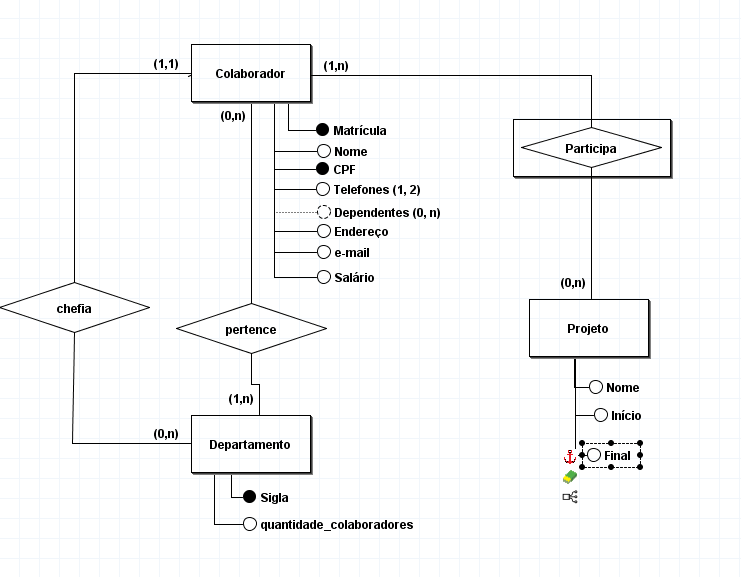 (1,1)
Colaborador
(1,n)
(0,n)
Matrícula
Nome
CPF
Telefones (1, 2)
Dependentes (0, n)
Endereço
e-mail
Salário
Participa
(0,n)
chefia
pertence
Projeto
(1,n)
(0,n)
Departamento
Nome
Início
Final
Sigla
quantidade_colaboradores